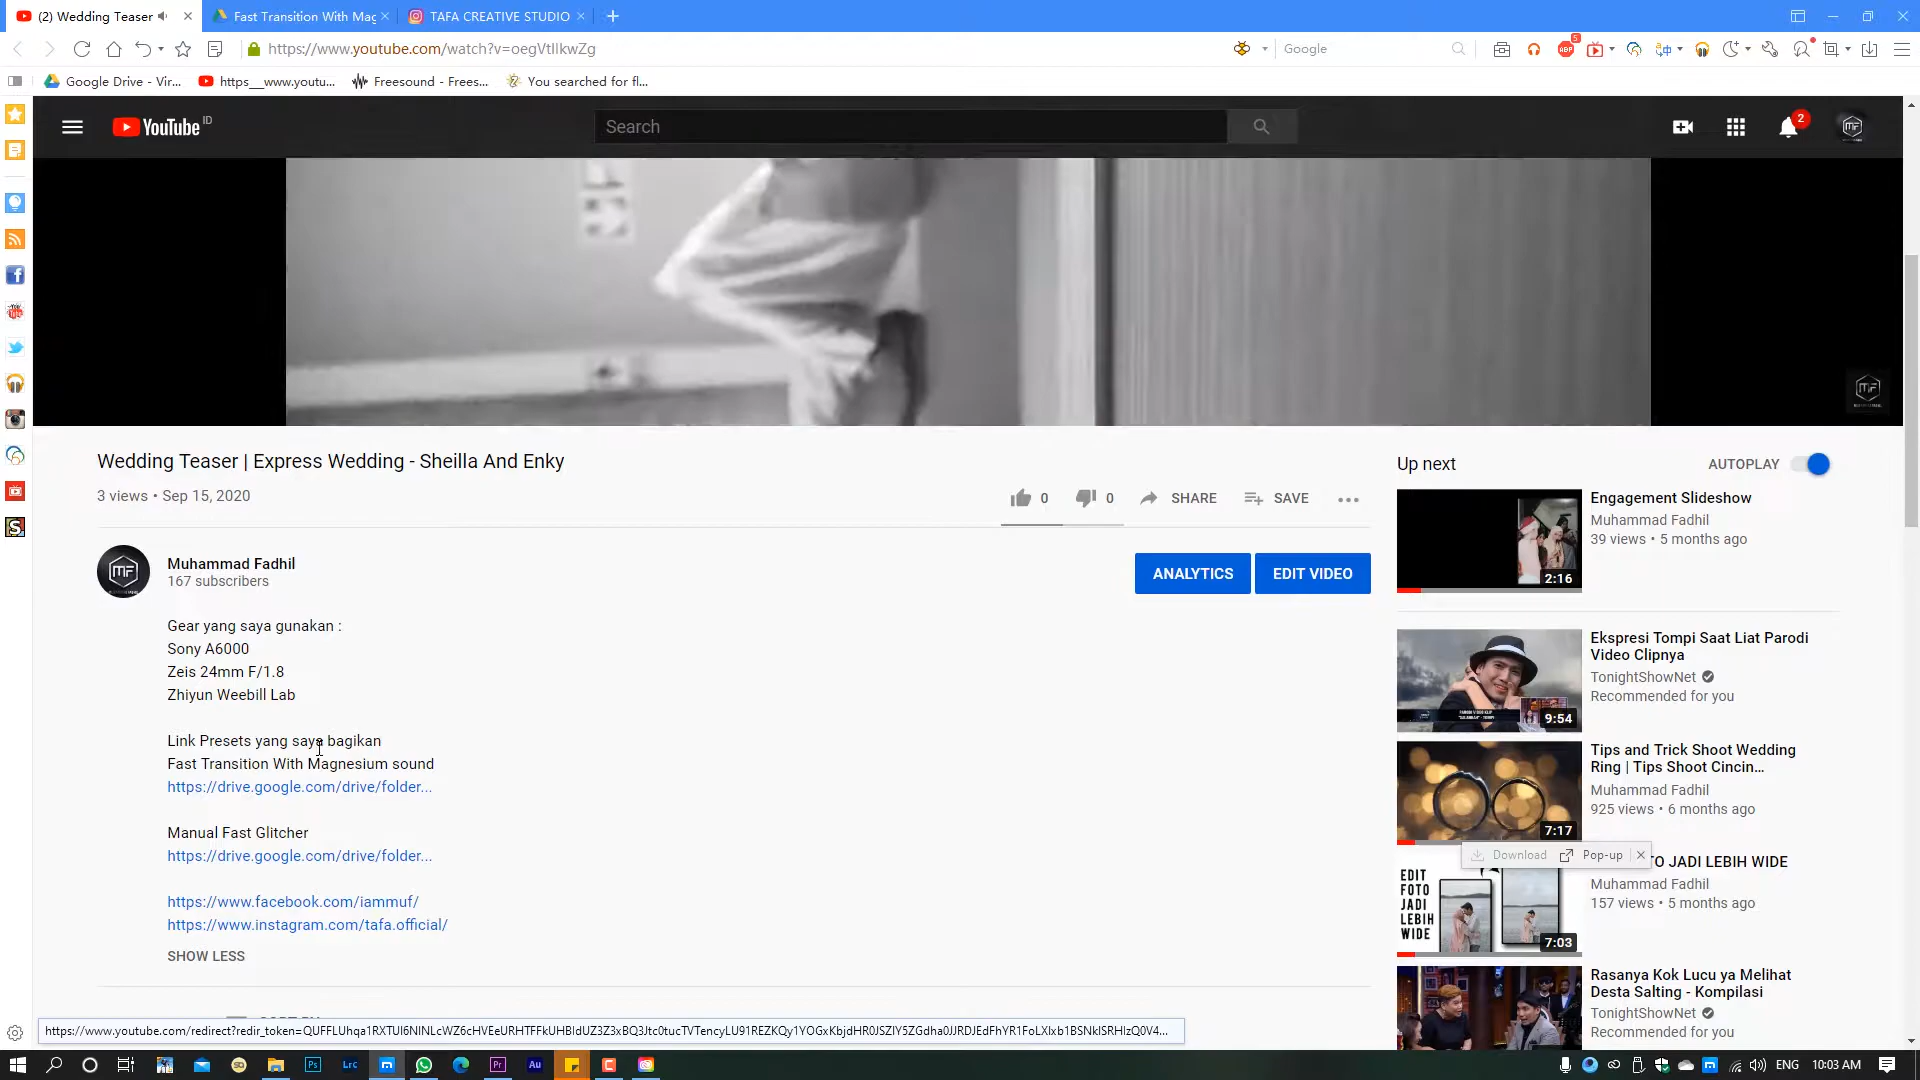 (2) Wedding Teaser
Fast Transition With Mag
TAFA CREATIVE STUDIO
https://www.youtube.com/watch?v=oegVtIlkwZg
Google
5
Google Drive - Vir...
https__www.youtu...
Freesound - Frees...
You searched for fl...
YouTube ID
Search
2
MF
MF
Wedding Teaser | Express Wedding - Sheilla And Enky
3 views • Sep 15, 2020
0
0
SHARE
SAVE
MF
Muhammad Fadhil
167 subscribers
ANALYTICS
EDIT VIDEO
Gear yang saya gunakan :
Sony A6000
Zeis 24mm F/1.8
Zhiyun Weebill Lab
Link Presets yang saya bagikan
Fast Transition With Magnesium sound
https://drive.google.com/drive/folder...
Manual Fast Glitcher
https://drive.google.com/drive/folder...
https://www.facebook.com/iammuf/
https://www.instagram.com/tafa.official/
SHOW LESS
Up next
AUTOPLAY
Engagement Slideshow
Muhammad Fadhil
39 views • 5 months ago
2:16
Ekspresi Tompi Saat Liat Parodi
Video Clipnya
TonightShowNet
Recommended for you
9:54
Tips and Trick Shoot Wedding
Ring | Tips Shoot Cincin...
Muhammad Fadhil
925 views • 6 months ago
7:17
Download
Pop-up
TO JADI LEBIH WIDE
Muhammad Fadhil
157 views • 5 months ago
EDIT
FOTO
JADI
LEBIH
WIDE
7:03
Rasanya Kok Lucu ya Melihat
Desta Salting - Kompilasi
TonightShowNet
Recommended for you
Ps
Lrc
Pr
Au
ENG
10:03 AM